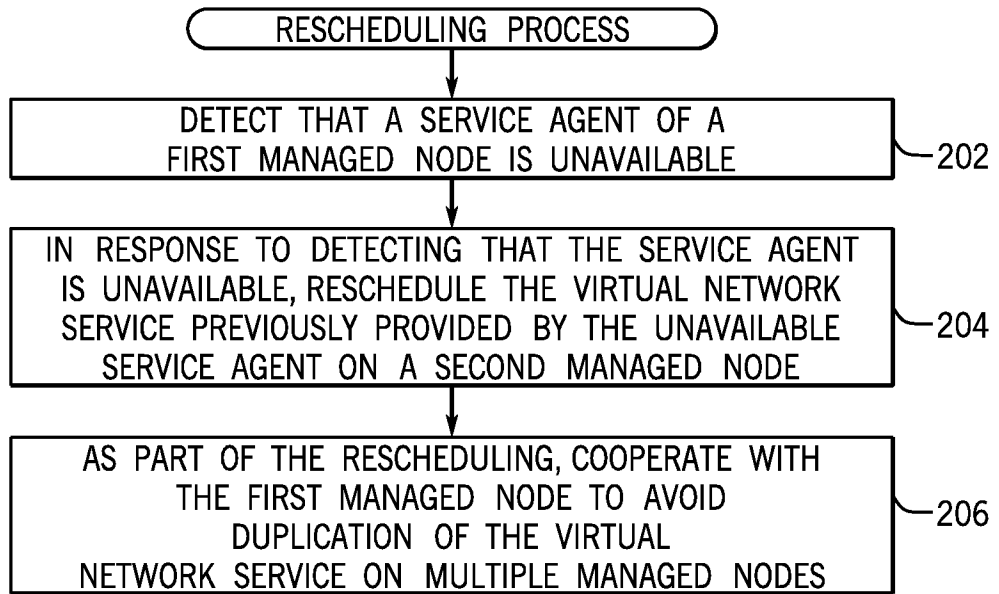 RESCHEDULING PROCESS
DETECT THAT A SERVICE AGENT OF A
FIRST MANAGED NODE IS UNAVAILABLE
202
IN RESPONSE TO DETECTING THAT THE SERVICE AGENT
IS UNAVAILABLE, RESCHEDULE THE VIRTUAL NETWORK
SERVICE PREVIOUSLY PROVIDED BY THE UNAVAILABLE
SERVICE AGENT ON A SECOND MANAGED NODE
204
AS PART OF THE RESCHEDULING, COOPERATE WITH
THE FIRST MANAGED NODE TO AVOID
DUPLICATION OF THE VIRTUAL
NETWORK SERVICE ON MULTIPLE MANAGED NODES
206